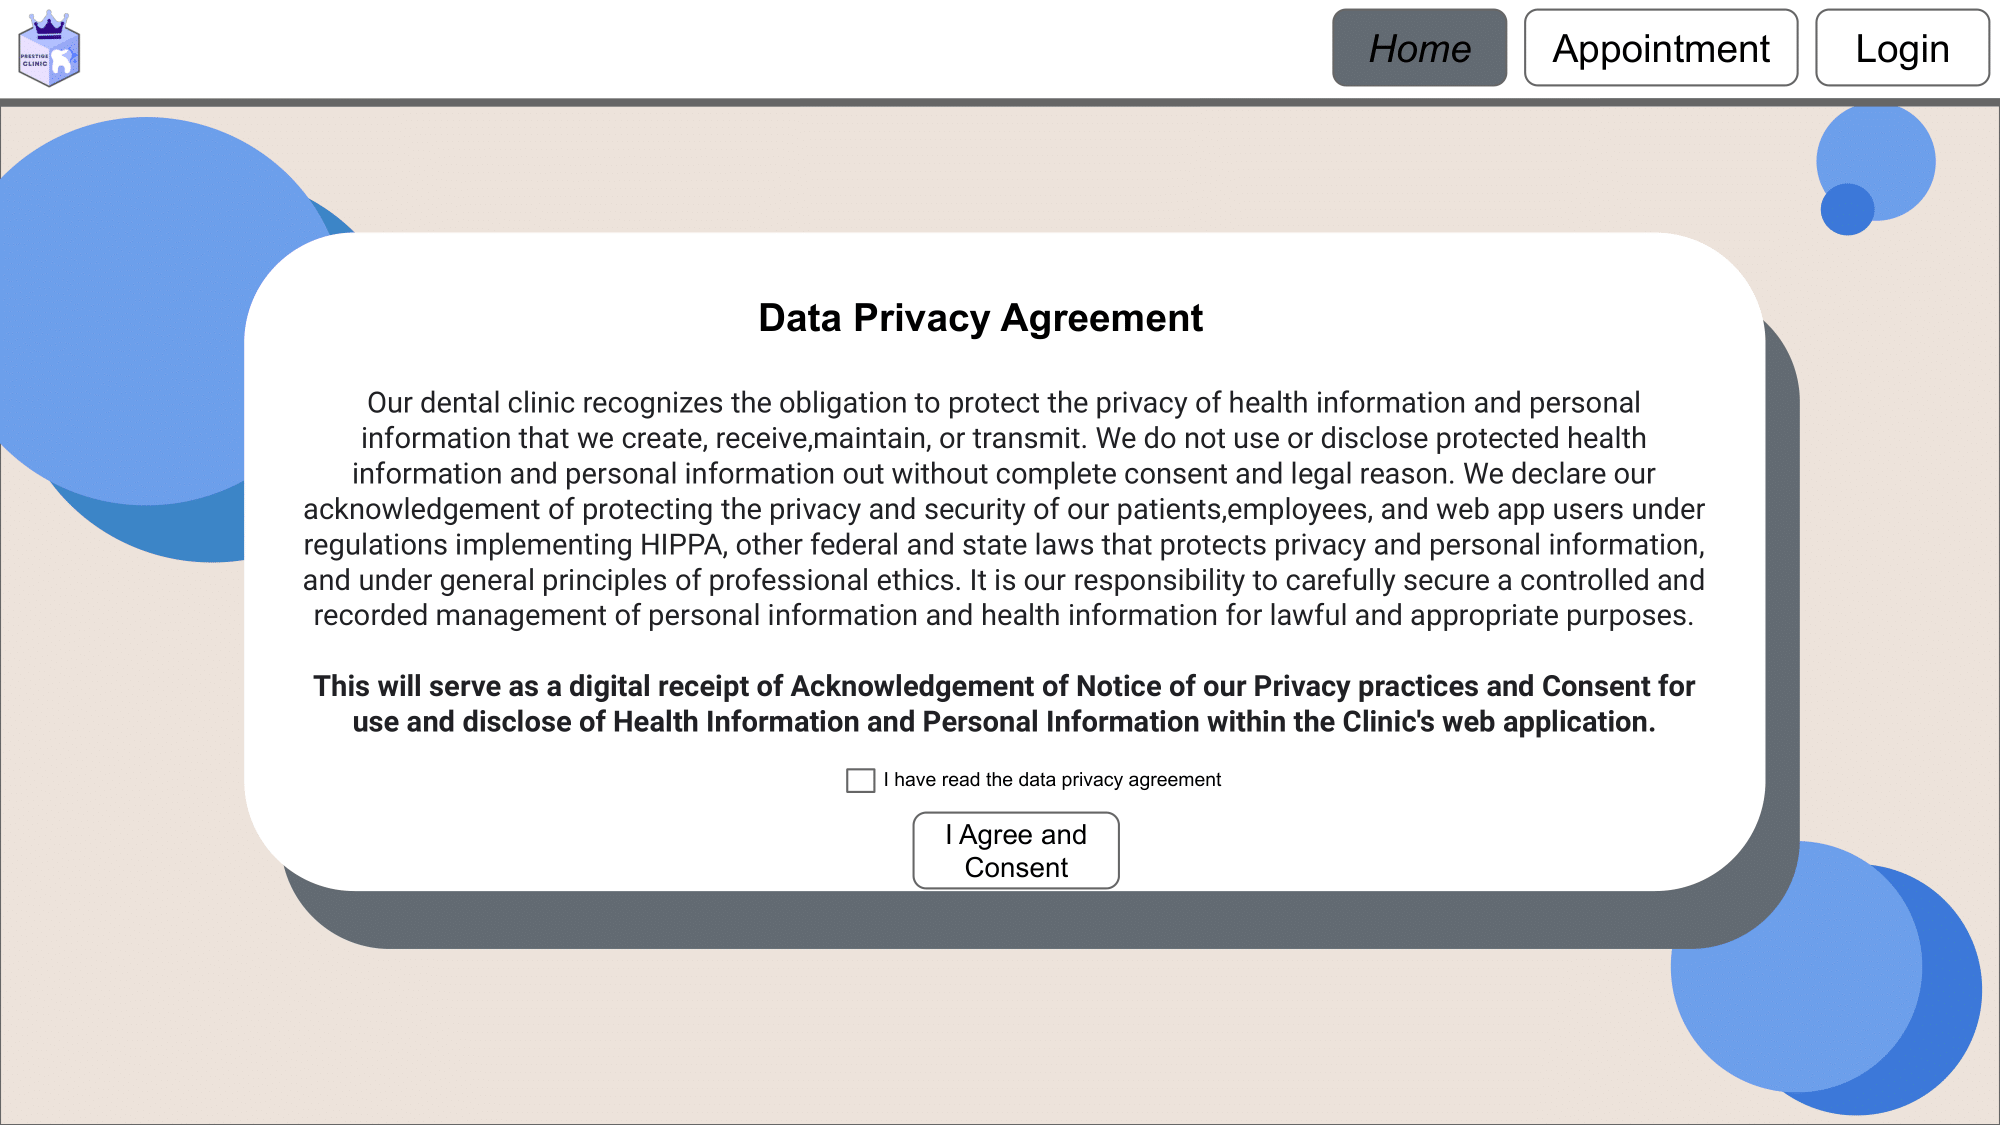 PRESTIGE
CLINIC
Home
Appointment
Login
Data Privacy Agreement
Our dental clinic recognizes the obligation to protect the privacy of health information and personal
information that we create, receive,maintain, or transmit. We do not use or disclose protected health
information and personal information out without complete consent and legal reason. We declare our
acknowledgement of protecting the privacy and security of our patients,employees, and web app users under
regulations implementing HIPPA, other federal and state laws that protects privacy and personal information,
and under general principles of professional ethics. It is our responsibility to carefully secure a controlled and
recorded management of personal information and health information for lawful and appropriate purposes.
This will serve as a digital receipt of Acknowledgement of Notice of our Privacy practices and Consent for
use and disclose of Health Information and Personal Information within the Clinic's web application.
I have read the data privacy agreement
I Agree and
Consent